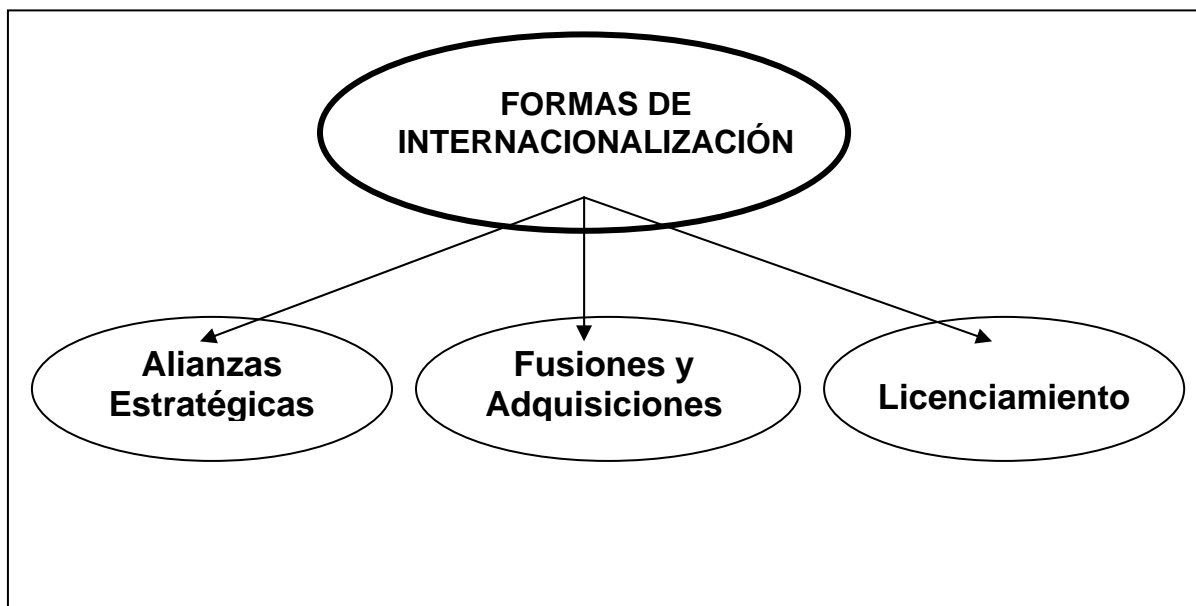 FORMAS DE
INTERNACIONALIZACIÓN
Alianzas
Estratégicas
Fusiones y
Adquisiciones
Licenciamiento